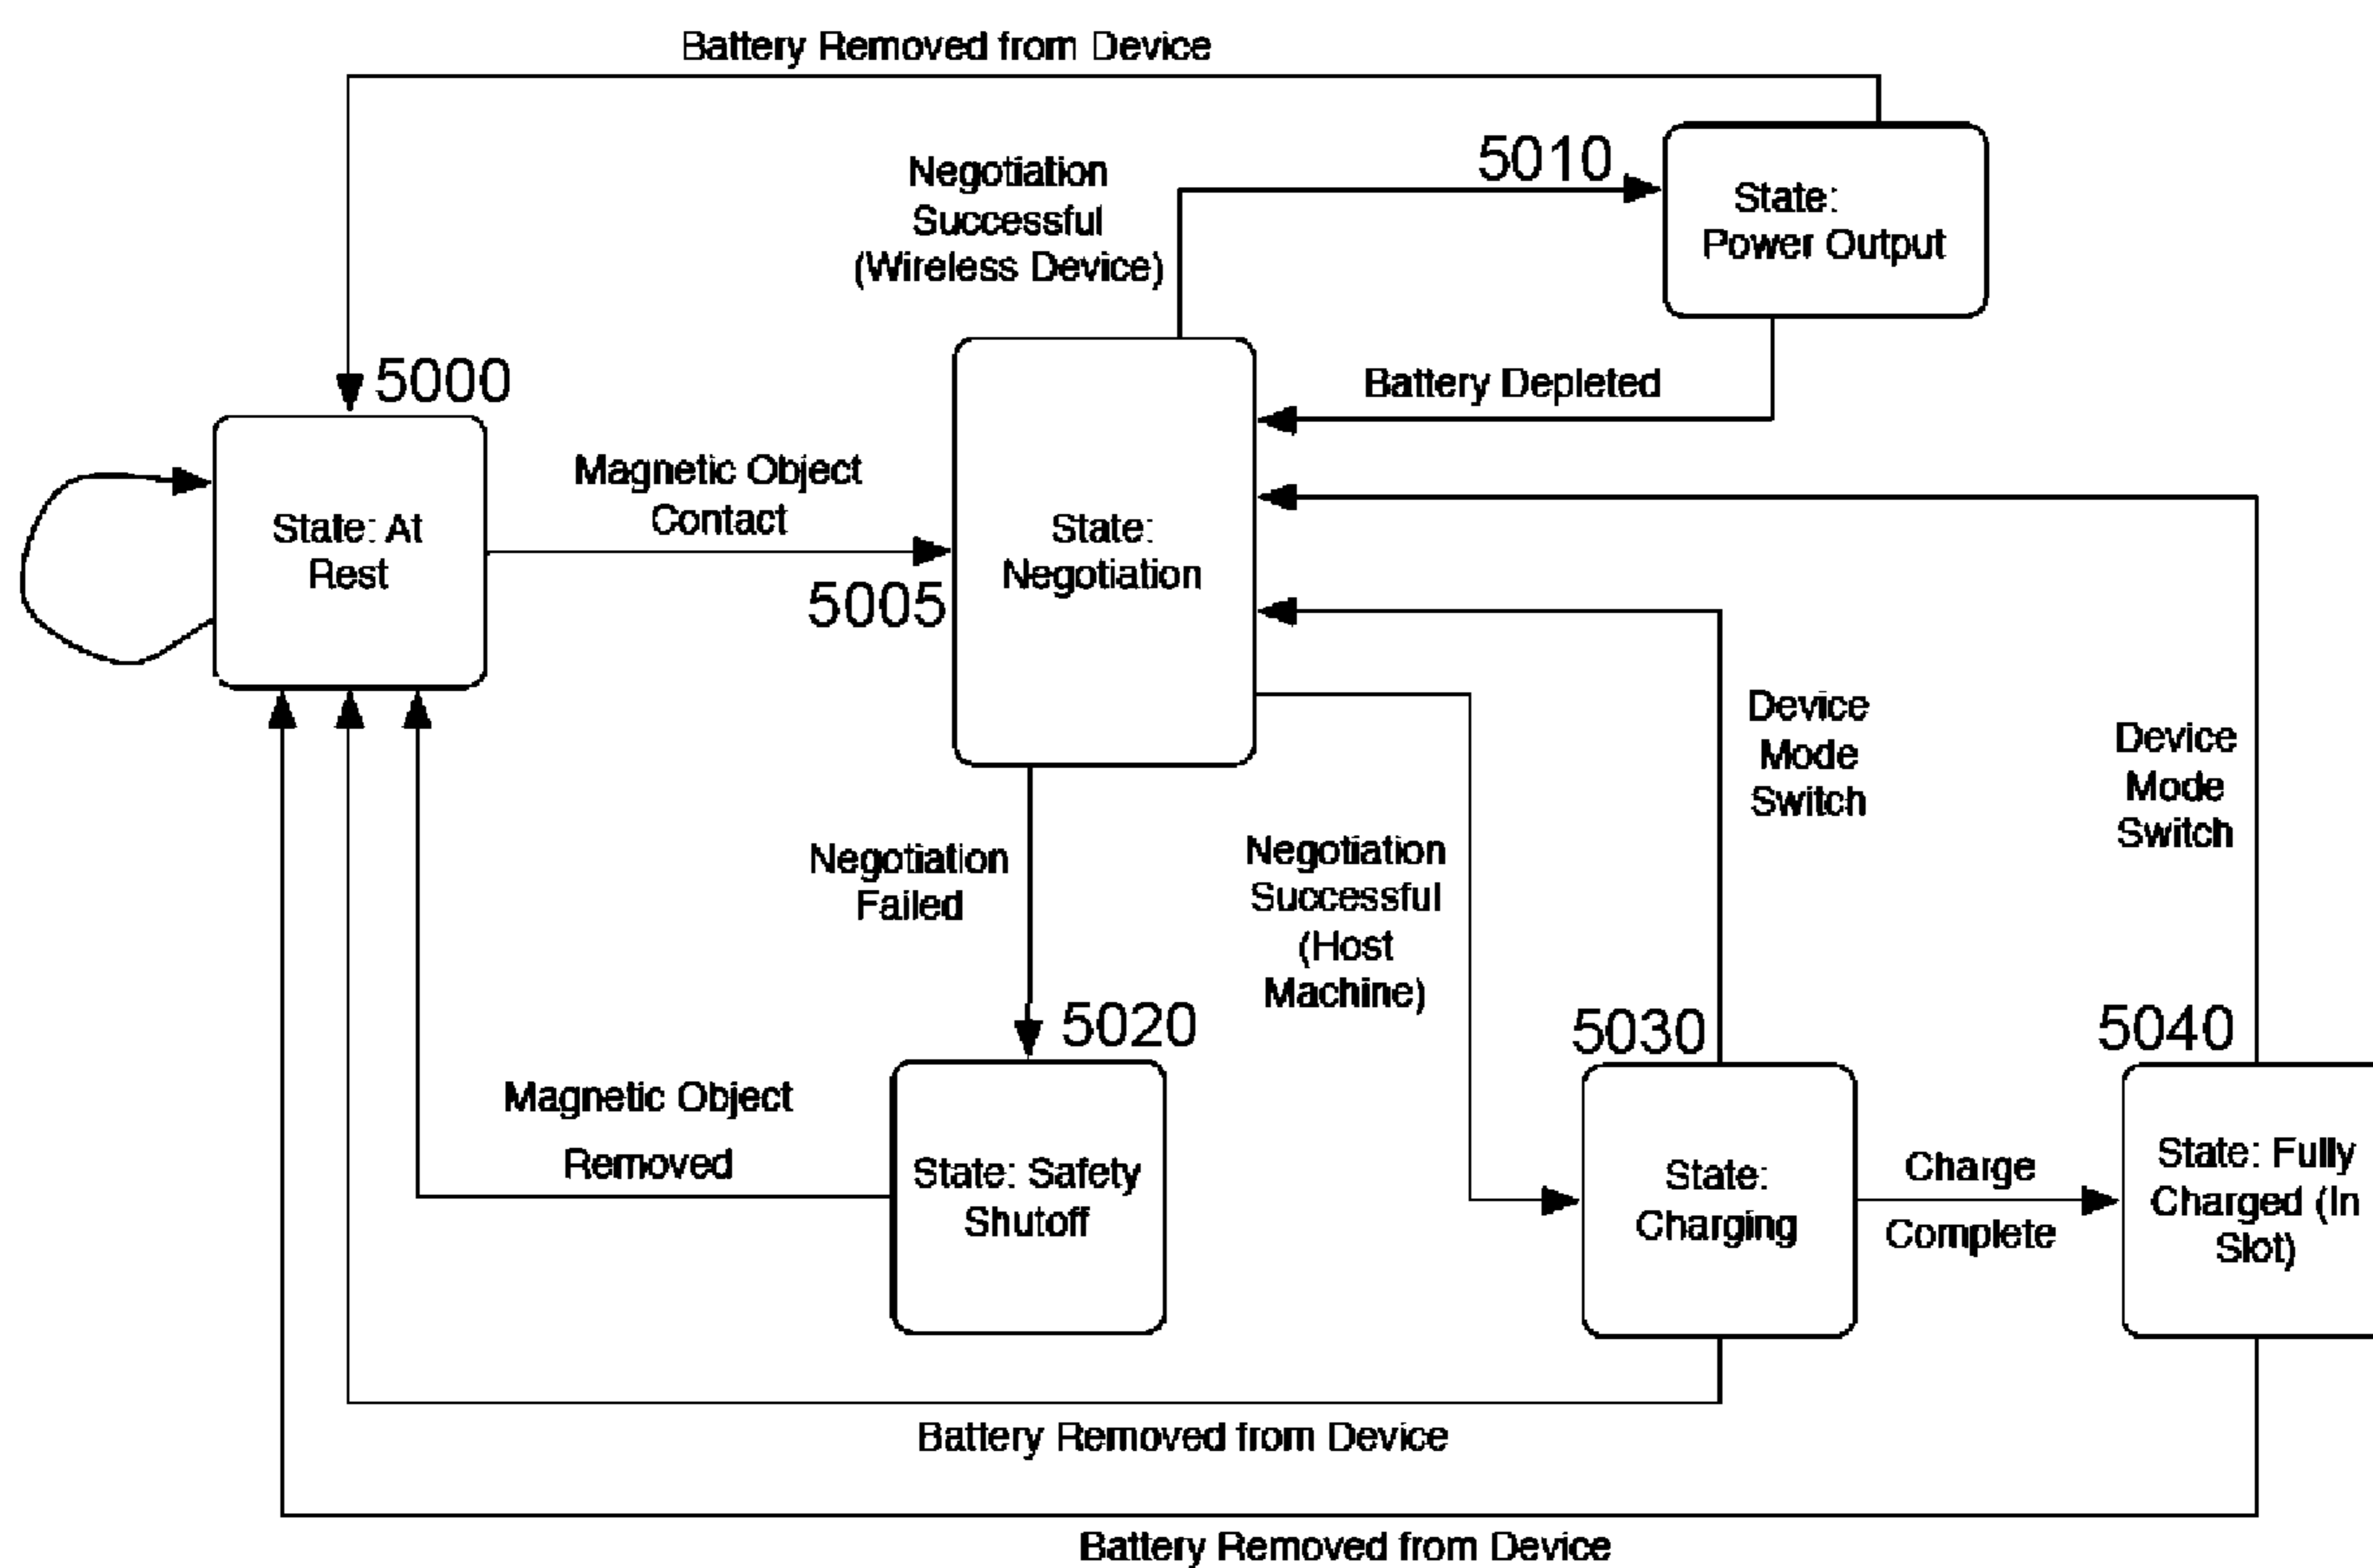 Battery Removed from Device
5010
Negotiation
Successful
(Wireless Device)
State:
Power Output
5000
Battery Depleted
Magnetic Object
Contact
State: At
Rest
State:
Negotiation
5005
Device
Mode
Switch
Device
Mode
Switch
Negotiation
Failed
Negotiation
Successful
(Host
Machine)
5020
5030
5040
Magnetic Object
Removed
State: Safety
Shutoff
State:
Charging
Charge
Complete
State: Fully
Charged (In
Slot)
Battery Removed from Device
Battery Removed from Device